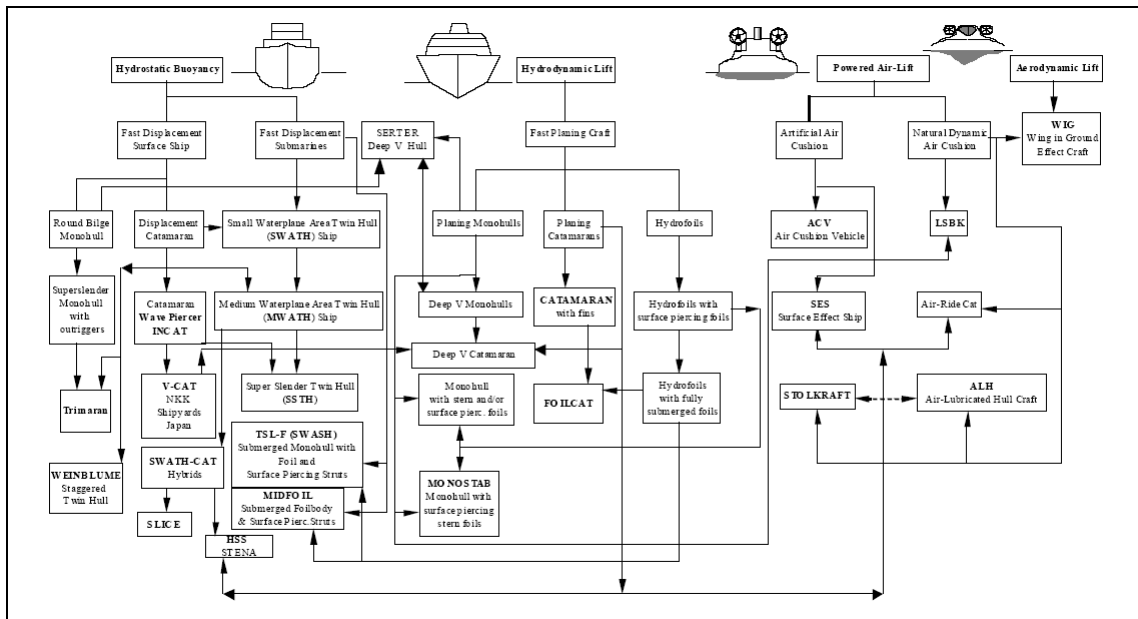 Hydrostatic Buoyancy
Hydrodynamic Lift
Powered Air-Lift
Aerodynamic Lift
Fast Displacement
Surface Ship
Fast Displacement
Submarines
SERTER
Deep V Hull
Fast Planing Craft
Artificial Air
Cushion
Natural Dynamic
Air Cushion
WIG
Wing in Ground
Effect Craft
Round Bilge
Monohull
Displacement
Catamaran
Small Waterplane Area Twin Hull
(SWATH) Ship
Planing Monohulls
Planing
Catamarans
Hydrofoils
ACV
Air Cushion Vehicle
LSBK
Superslender
Monohull
with
outriggers
Catamaran
Wave Piercer
INCAT
Medium Waterplane Area Twin Hull
(MWATH) Ship
Deep V Monohulls
CATAMARAN
with fins
Hydrofoils with
surface piercing foils
SES
Surface Effect Ship
Air-Ride Cat
Deep V Catamaran
Trimaran
V-CAT
NKK
Shipyards
Japan
Super Slender Twin Hull
(SSTH)
Monohull
with stern and/or
surface pierc. foils
FOILCAT
Hydrofoils
with fully
submerged foils
STOLKRAFT
ALH
Air-Lubricated Hull Craft
TSL-F (SWASH)
Submerged Monohull with
Foil and
Surface Piercing Struts
WEINBLUME
Staggered
Twin Hull
SWATH-CAT
Hybrids
MONOSTAB
Monohull with
surface piercing
stern foils
MIDFOIL
Submerged Foilbody
& Surface Pierc.Struts
SLICE
HSS
STENA